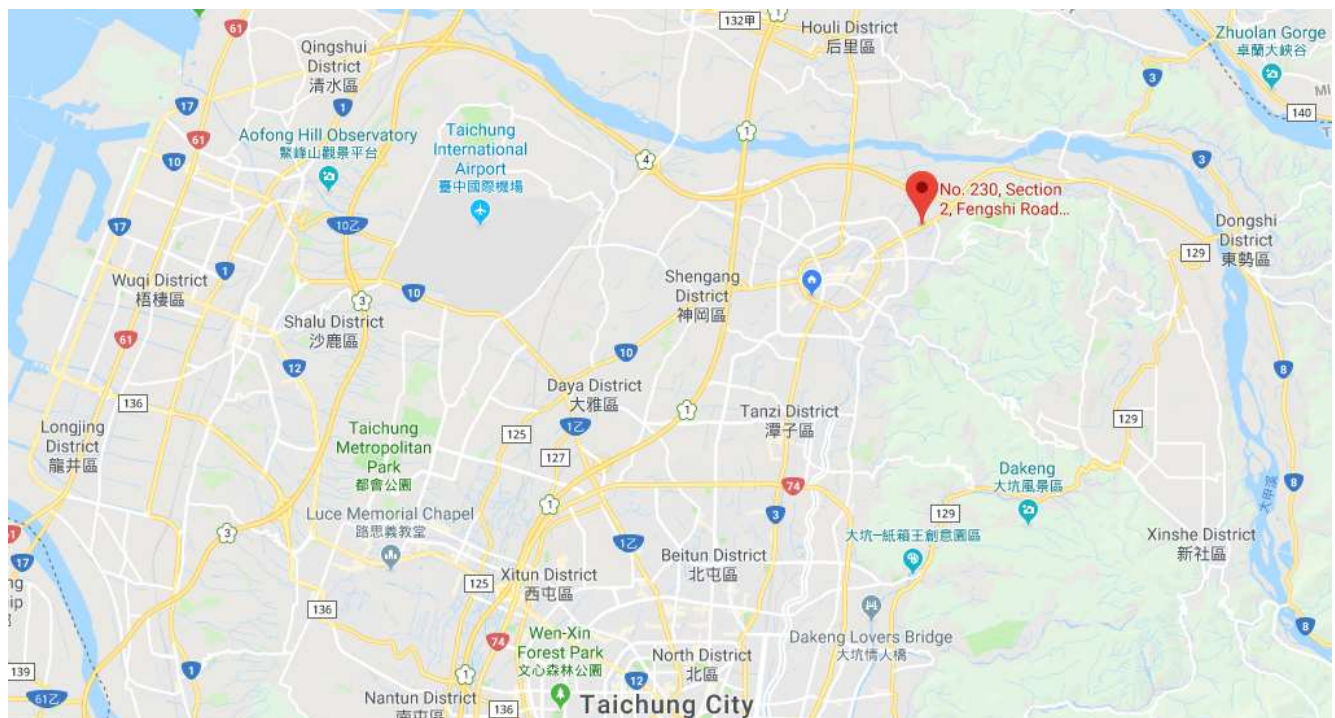 61
132甲
1
Houli District
后里區
Zhuolan Gorge
卓蘭大峽谷
Qingshui
District
清水區
3
MI
140
17
1
61
Aofong Hill Observatory
鰲峰山觀景平台
Taichung
International
Airport
臺中國際機場
1
4
10
3
No. 230, Section
2, Fengshi Road...
17
10乙
Dongshi
District
東勢區
129
Wuqi District
梧棲區
1
Shengang
District
神岡區
10
3
Shalu District
沙鹿區
61
10
12
8
Daya District
大雅區
136
1
Tanzi District
潭子區
129
1乙
Longjing
District
龍井區
125
Taichung
Metropolitan
Park
都會公園
127
Dakeng
大坑風景區
74
8
1
大甲溪
Luce Memorial Chapel
路思義教堂
129
3
3
大坑–紙箱王創意園區
Xinshe District
新社區
1乙
17
Beitun District
北屯區
Xitun District
西屯區
125
136
Dakeng Lovers Bridge
大坑情人橋
8
74
Wen-Xin
Forest Park
文心森林公園
North District
北區
139
1
1
12
61乙
Nantun District
南屯區
136
Taichung City